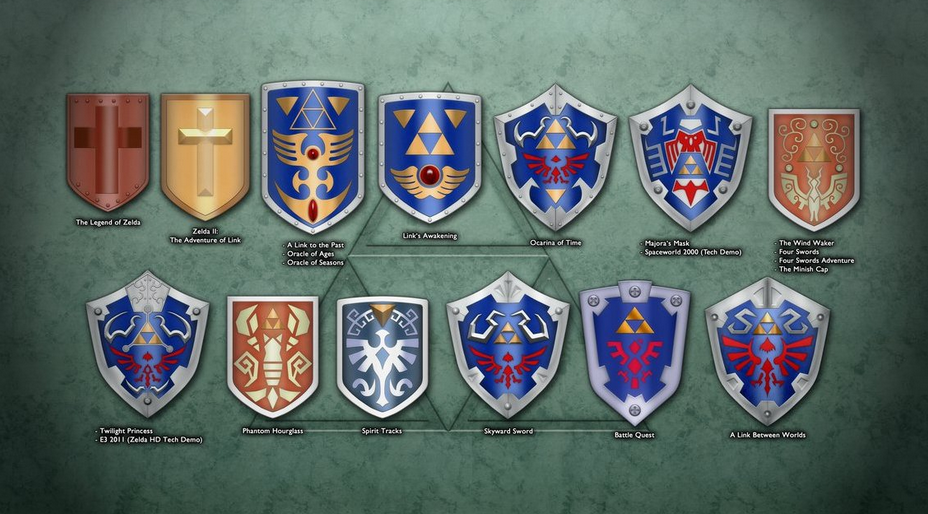 The Legend of Zelda
Zelda II:
The Adventure of Link
- A Link to the Past
- Oracle of Ages
- Oracle of Seasons
Link's Awakening
Ocarina of Time
- Majora's Mask
- Spaceworld 2000 (Tech Demo)
- The Wind Waker
- Four Swords
- Four Swords Adventure
- The Minish Cap
- Twilight Princess
- E3 2011 (Zelda HD Tech Demo)
Phantom Hourglass
Spirit Tracks
Skyward Sword
Battle Quest
A Link Between Worlds